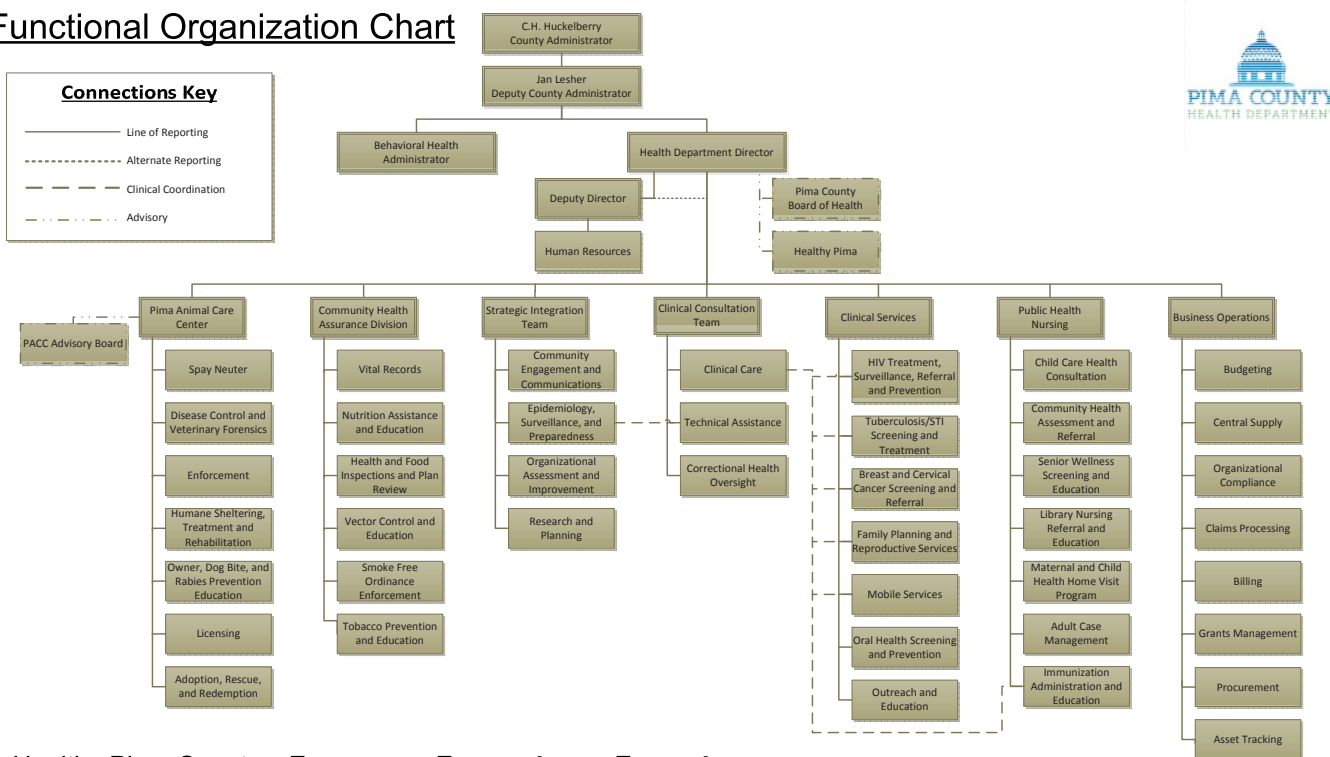 Functional Organization Chart
C.H. Huckelberry
County Administrator
Jan Lesher
Deputy County Administrator
PIMA COUNTY
HEALTH DEPARTMENT
Connections Key
Line of Reporting
Alternate Reporting
Clinical Coordination
Advisory
Behavioral Health
Administrator
Health Department Director
Deputy Director
Pima County
Board of Health
Human Resources
Healthy Pima
PACC Advisory Board
Pima Animal Care
Center
Spay Neuter
Disease Control and
Veterinary Forensics
Enforcement
Humane Sheltering,
Treatment and
Rehabilitation
Owner, Dog Bite, and
Rabies Prevention
Education
Licensing
Adoption, Rescue,
and Redemption
Community Health
Assurance Division
Vital Records
Nutrition Assistance
and Education
Health and Food
Inspections and Plan
Review
Vector Control and
Education
Smoke Free
Ordinance
Enforcement
Tobacco Prevention
and Education
Strategic Integration
Team
Community
Engagement and
Communications
Epidemiology,
Surveillance, and
Preparedness
Organizational
Assessment and
Improvement
Research and
Planning
Clinical Consultation
Team
Clinical Care
Technical Assistance
Correctional Health
Oversight
Clinical Services
HIV Treatment,
Surveillance, Referral
and Prevention
Tuberculosis/STI
Screening and
Treatment
Breast and Cervical
Cancer Screening and
Referral
Family Planning and
Reproductive Services
Mobile Services
Oral Health Screening
and Prevention
Outreach and
Education
Public Health
Nursing
Child Care Health
Consultation
Community Health
Assessment and
Referral
Senior Wellness
Screening and
Education
Library Nursing
Referral and
Education
Maternal and Child
Health Home Visit
Program
Adult Case
Management
Immunization
Administration and
Education
Business Operations
Budgeting
Central Supply
Organizational
Compliance
Claims Processing
Billing
Grants Management
Procurement
Asset Tracking